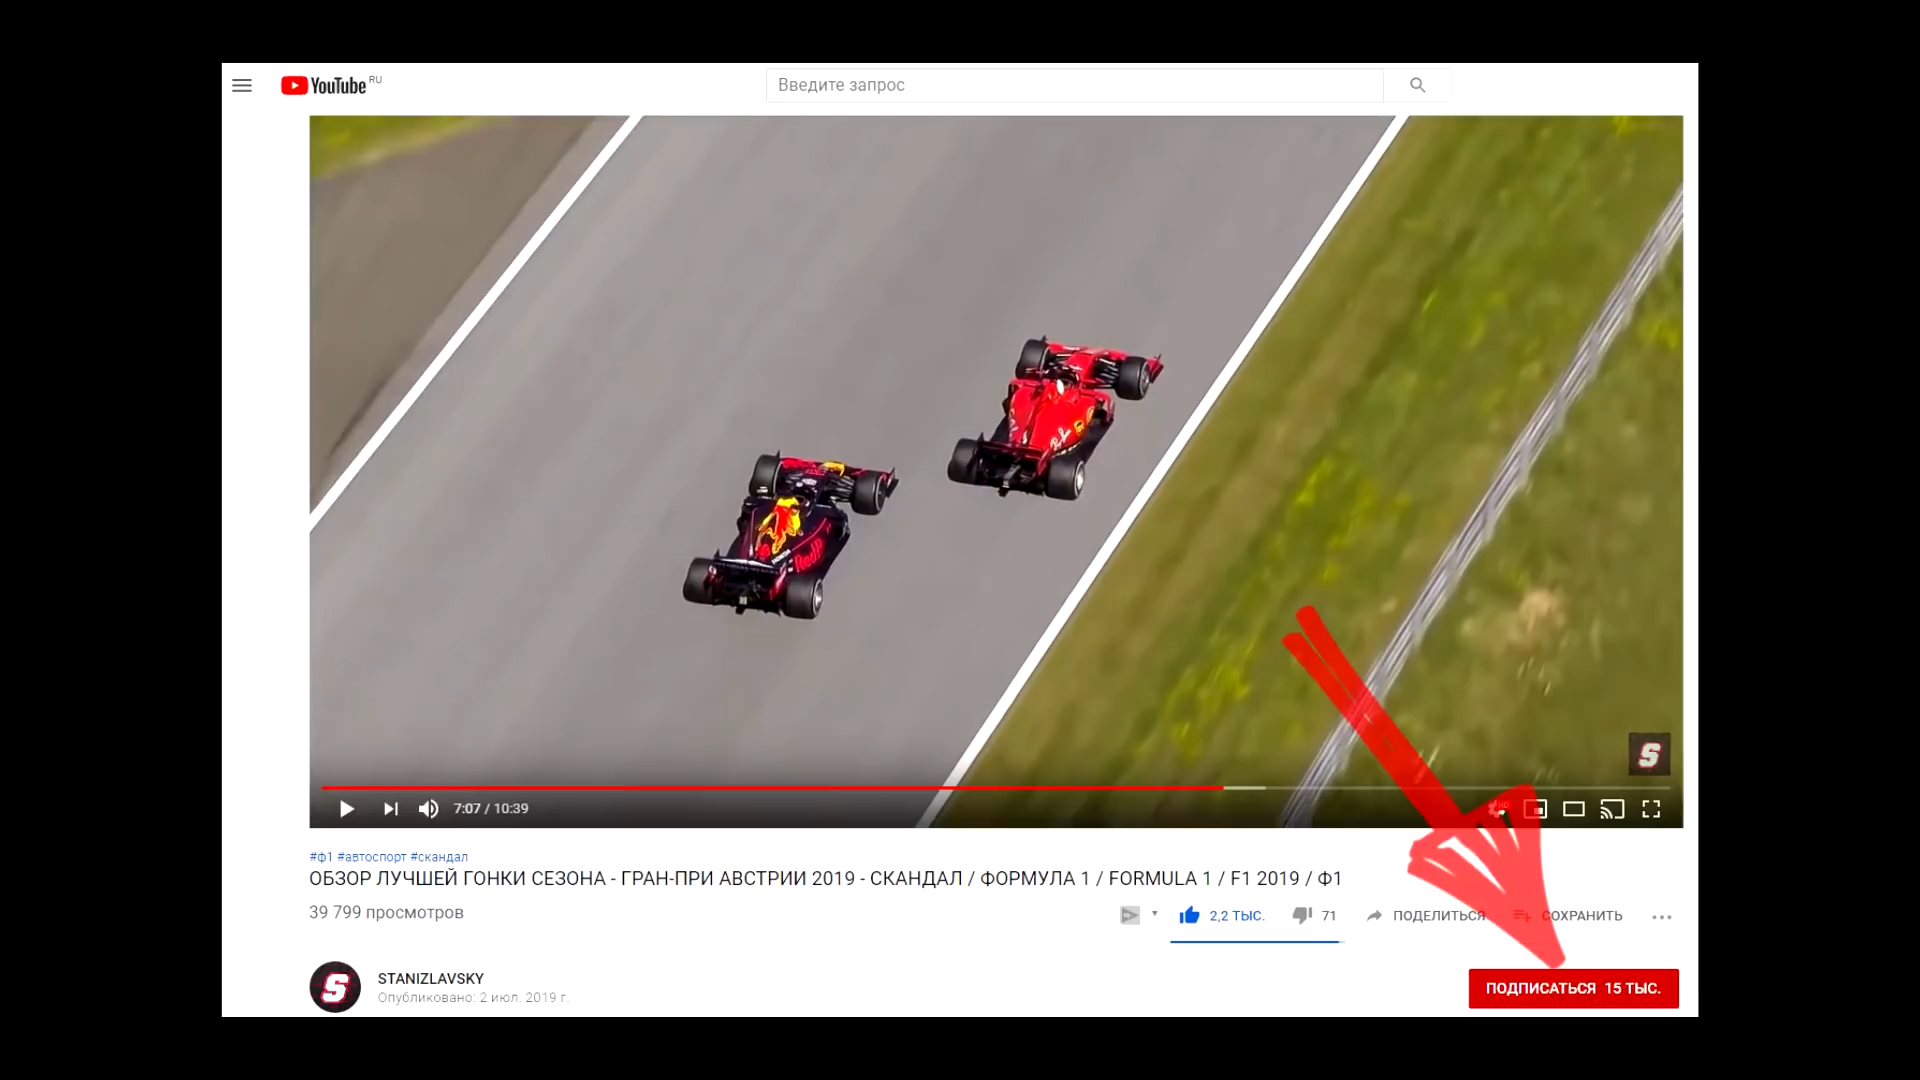 YouTube RU
Введите запрос
RedB
7:07 / 10:39
HD
#ф1 #автоспорт #скандал
ОБЗОР ЛУЧШЕЙ ГОНКИ СЕЗОНА - ГРАН-ПРИ АВСТРИИ 2019 - СКАНДАЛ / ФОРМУЛА 1 / FORMULA 1 / F1 2019 / Ф1
39 799 просмотров
2,2 ТЫС.
71
ПОДЕЛИТЬСЯ
СОХРАНИТЬ
S
STANIZLAVSKY
Опубликовано: 2 июл. 2019 г.
ПОДПИСАТЬСЯ 15 ТЫС.